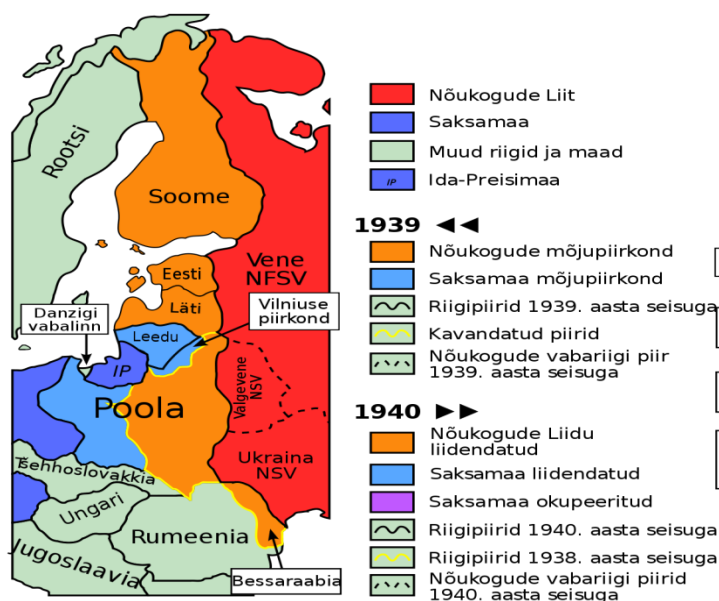 Rootsi
Soome
Vene
NFSV
Eesti
Läti
Danzigi
vabalinn
Vilniuse
piirkond
Leedu
IP
Poola
Valgevene
NSV
Ukraina
NSV
Tšehhoslovakkia
Ungari
Rumeenia
Jugoslaavia
Bessaraabia
Nõukogude Liit
Saksamaa
Muud riigid ja maad
IP Ida-Preisimaa
1939 ◄◄
Nõukogude mõjupiirkond
Saksamaa mõjupiirkond
Riigipiirid 1939. aasta seisuga
Kavandatud piirid
Nõukogude vabariigi piir
1939. aasta seisuga
1940 ►►
Nõukogude Liidu
liidendatud
Saksamaa liidendatud
Saksamaa okupeeritud
Riigipiirid 1940. aasta seisuga
Riigipiirid 1938. aasta seisuga
Nõukogude vabariigi piirid
1940. aasta seisuga